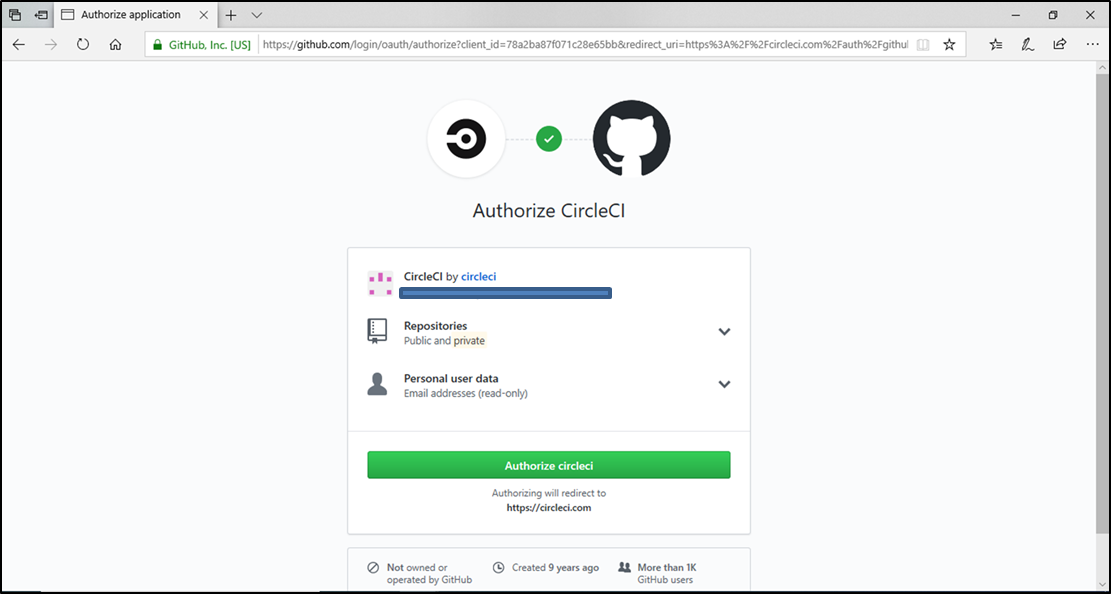 Authorize application
GitHub, Inc. [US]
https://github.com/login/oauth/authorize?client_id=78a2ba87f071c28e65bb&redirect_uri=https%3A%2F%2Fcircleci.com%2Fauth%2Fgithul
Authorize CircleCI
CircleCI by circleci
Repositories
Public and private
Personal user data
Email addresses (read-only)
Authorize circleci
Authorizing will redirect to
https://circleci.com
Not owned or
operated by GitHub
Created 9 years ago
More than 1K
GitHub users